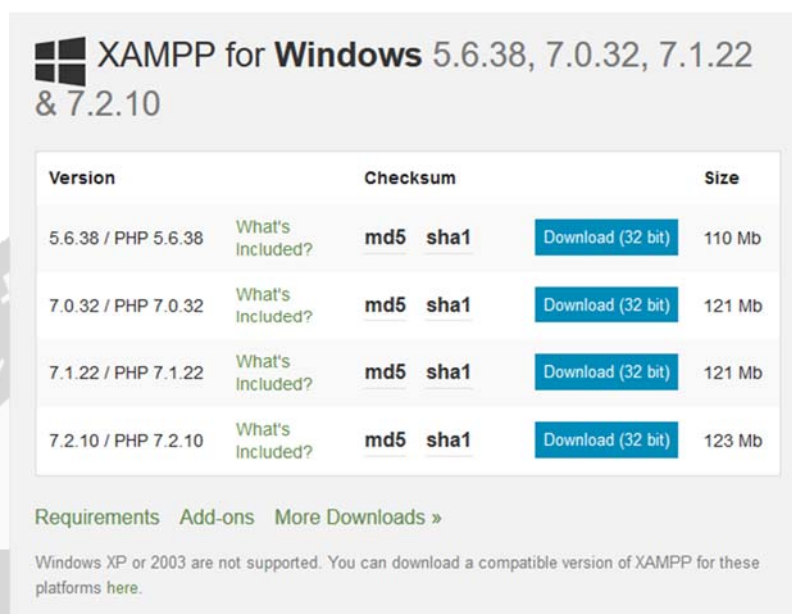 XAMPP for Windows 5.6.38, 7.0.32, 7.1.22
& 7.2.10
Version Checksum Size
5.6.38 / PHP 5.6.38 What's Included? md5 sha1 Download (32 bit) 110 Mb
7.0.32 / PHP 7.0.32 What's Included? md5 sha1 Download (32 bit) 121 Mb
7.1.22 / PHP 7.1.22 What's Included? md5 sha1 Download (32 bit) 121 Mb
7.2.10 / PHP 7.2.10 What's Included? md5 sha1 Download (32 bit) 123 Mb
Requirements Add-ons More Downloads »
Windows XP or 2003 are not supported. You can download a compatible version of XAMPP for these
platforms here.